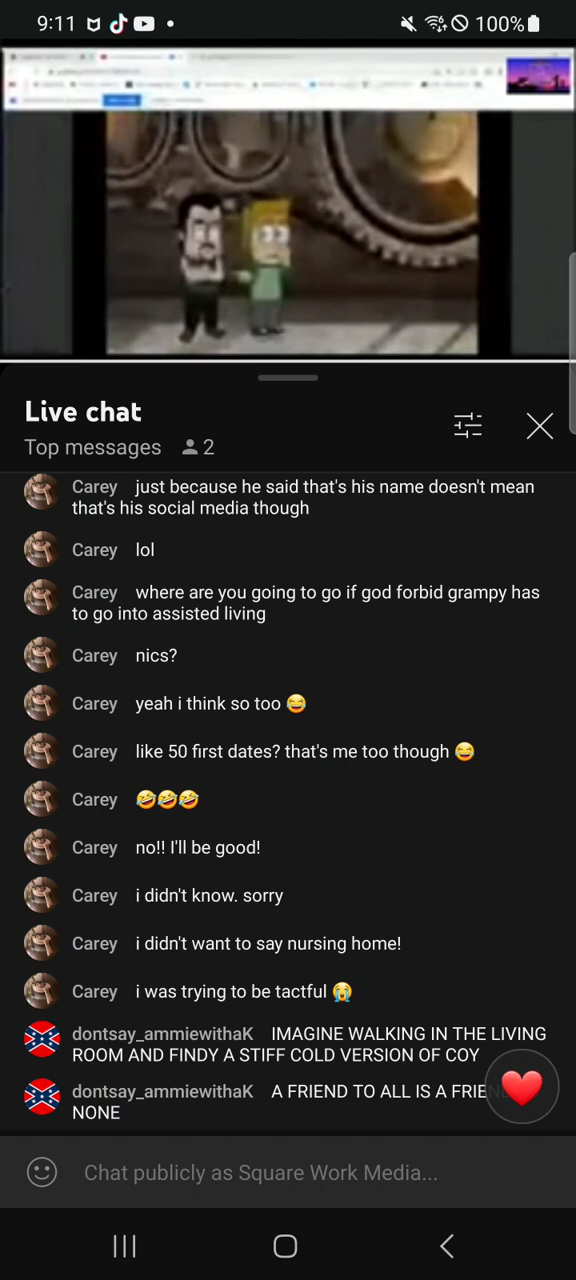 9:11
100%
Live chat
Top messages 2
Carey just because he said that's his name doesn't mean
that's his social media though
Carey lol
Carey where are you going to go if god forbid grampy has
to go into assisted living
Carey nics?
Carey yeah i think so too 😂
Carey like 50 first dates? that's me too though 😂
Carey 🤣🤣🤣
Carey no!! I'll be good!
Carey i didn't know. sorry
Carey i didn't want to say nursing home!
Carey i was trying to be tactful 😭
dontsay_ammiewithaK IMAGINE WALKING IN THE LIVING
ROOM AND FINDY A STIFF COLD VERSION OF COY
dontsay_ammiewithaK A FRIEND TO ALL IS A
NONE
Chat publicly as Square Work Media...